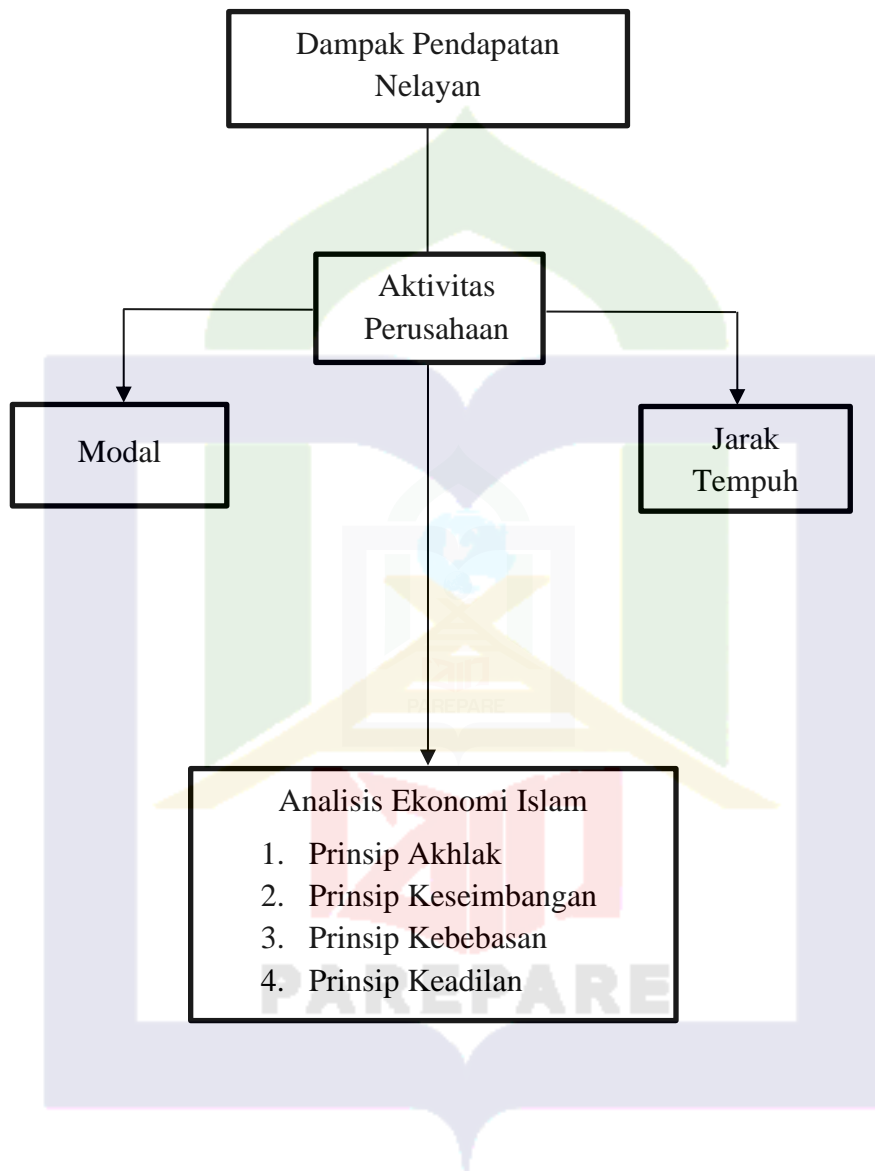 Dampak Pendapatan
Nelayan
Aktivitas
Perusahaan
Modal
Jarak
Tempuh
Analisis Ekonomi Islam
1. Prinsip Akhlak
2. Prinsip Keseimbangan
3. Prinsip Kebebasan
4. Prinsip Keadilan
PAREPARE
PAREPARE